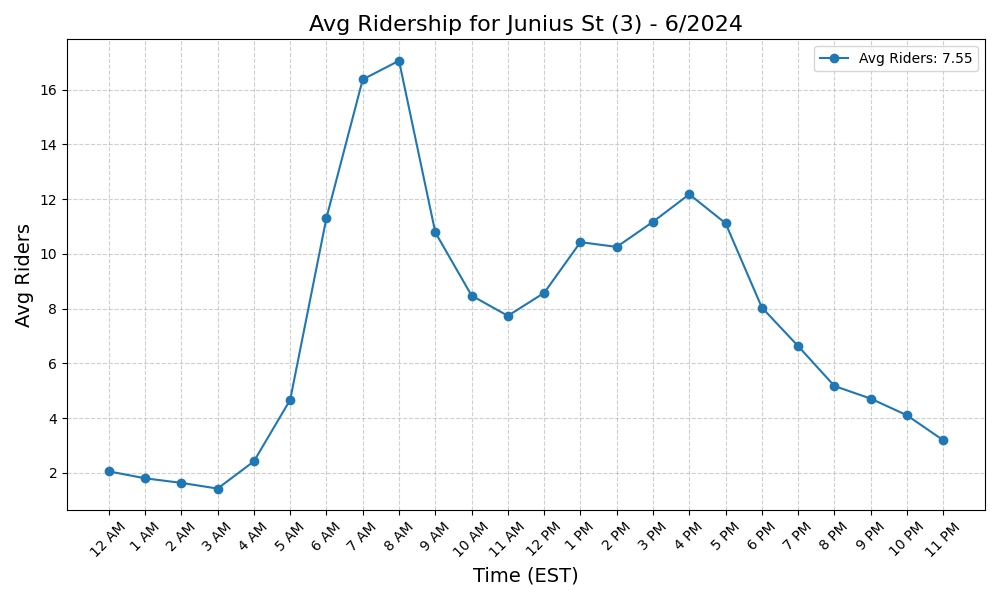 Avg Ridership for Junius St (3) - 6/2024
Avg Riders: 7.55
Avg Riders
16
14
12
10
8
6
4
2
12 AM
1 AM
2 AM
3 AM
4 AM
5 AM
6 AM
7 AM
8 AM
9 AM
10 AM
11 AM
12 PM
1 PM
2 PM
3 PM
4 PM
5 PM
6 PM
7 PM
8 PM
9 PM
10 PM
11 PM
Time (EST)